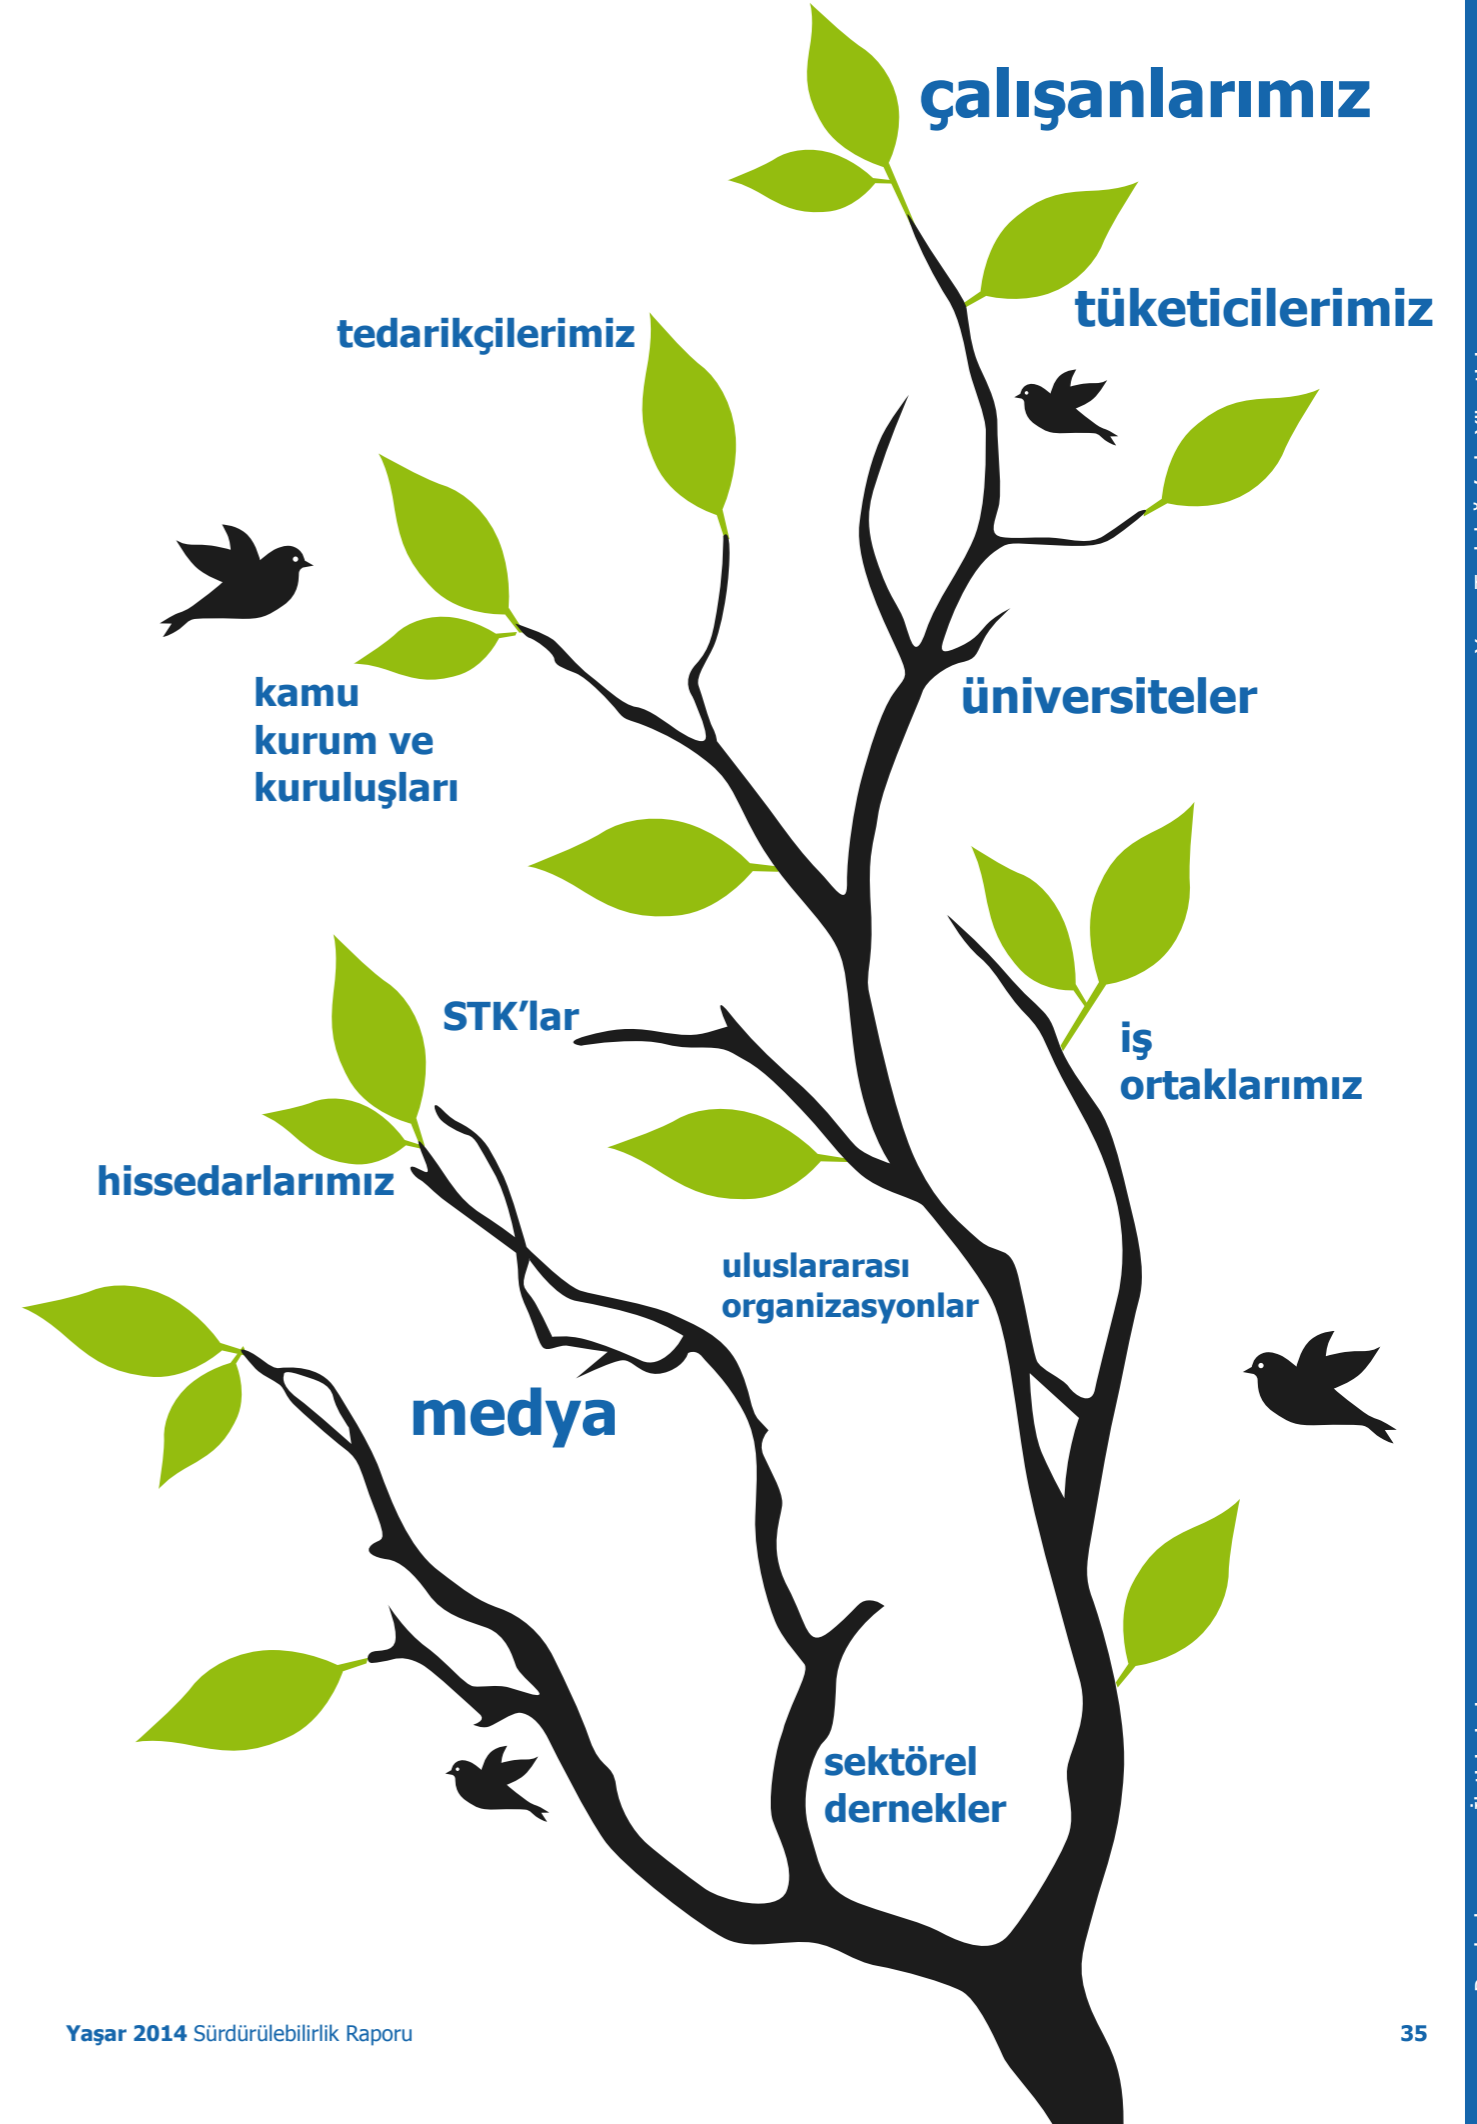 çalışanlarımız
tüketicilerimiz
tedarikçilerimiz
kamu
kurum ve
kuruluşları
üniversiteler
STK’lar
iş
ortaklarımız
hissedarlarımız
uluslararası
organizasyonlar
medya
sektörel
dernekler
Yaşar 2014 Sürdürülebilirlik Raporu
35